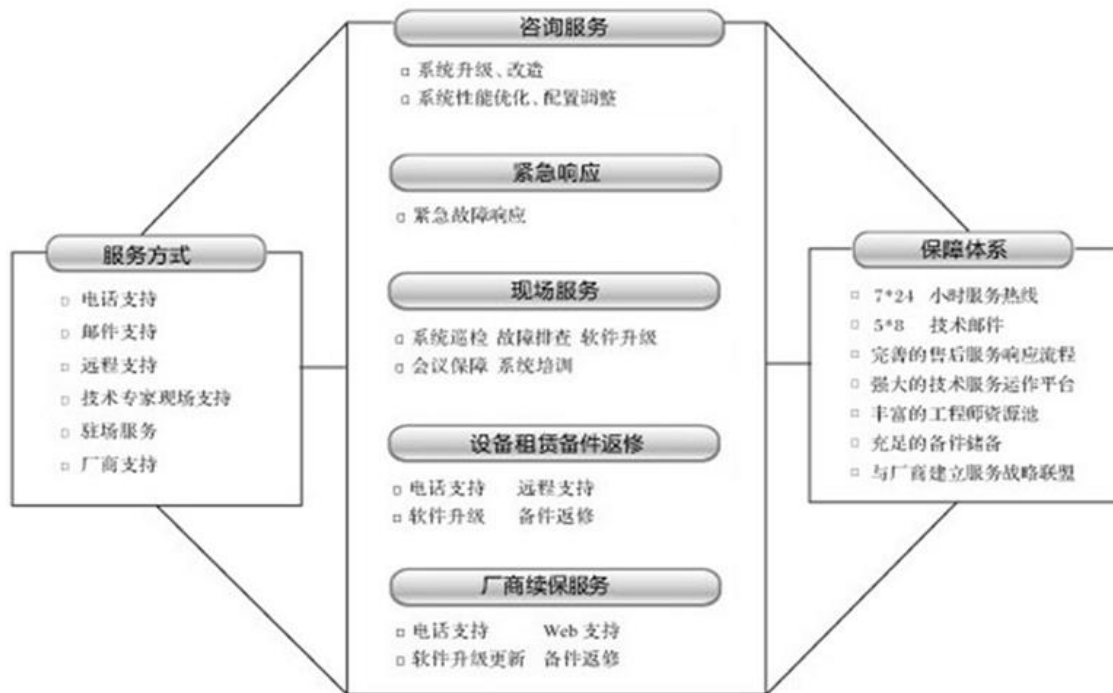 咨询服务
系统升级、改造
系统性能优化、配置调整
紧急响应
紧急故障响应
服务方式
电话支持
邮件支持
远程支持
技术专家现场支持
驻场服务
厂商支持
现场服务
系统巡检 故障排查 软件升级
会议保障 系统培训
设备租赁备件返修
电话支持 远程支持
软件升级 备件返修
厂商续保服务
电话支持 Web 支持
软件升级更新 备件返修
保障体系
7*24 小时服务热线
5*8 技术邮件
完善的售后服务响应流程
强大的技术服务运作平台
丰富的工程师资源池
充足的备件储备
与厂商建立服务战略联盟